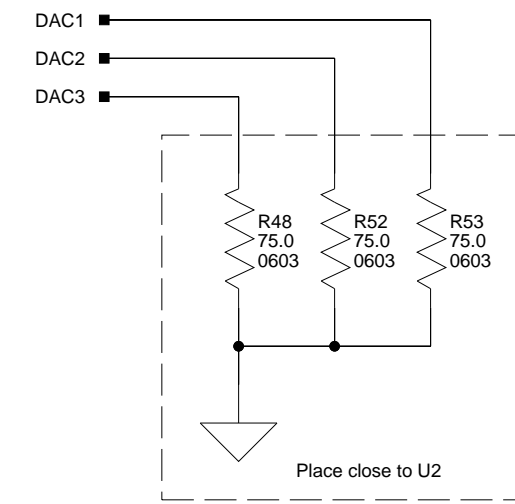 DAC1
DAC2
DAC3
R48
75.0
0603
R52
75.0
0603
R53
75.0
0603
Place close to U2